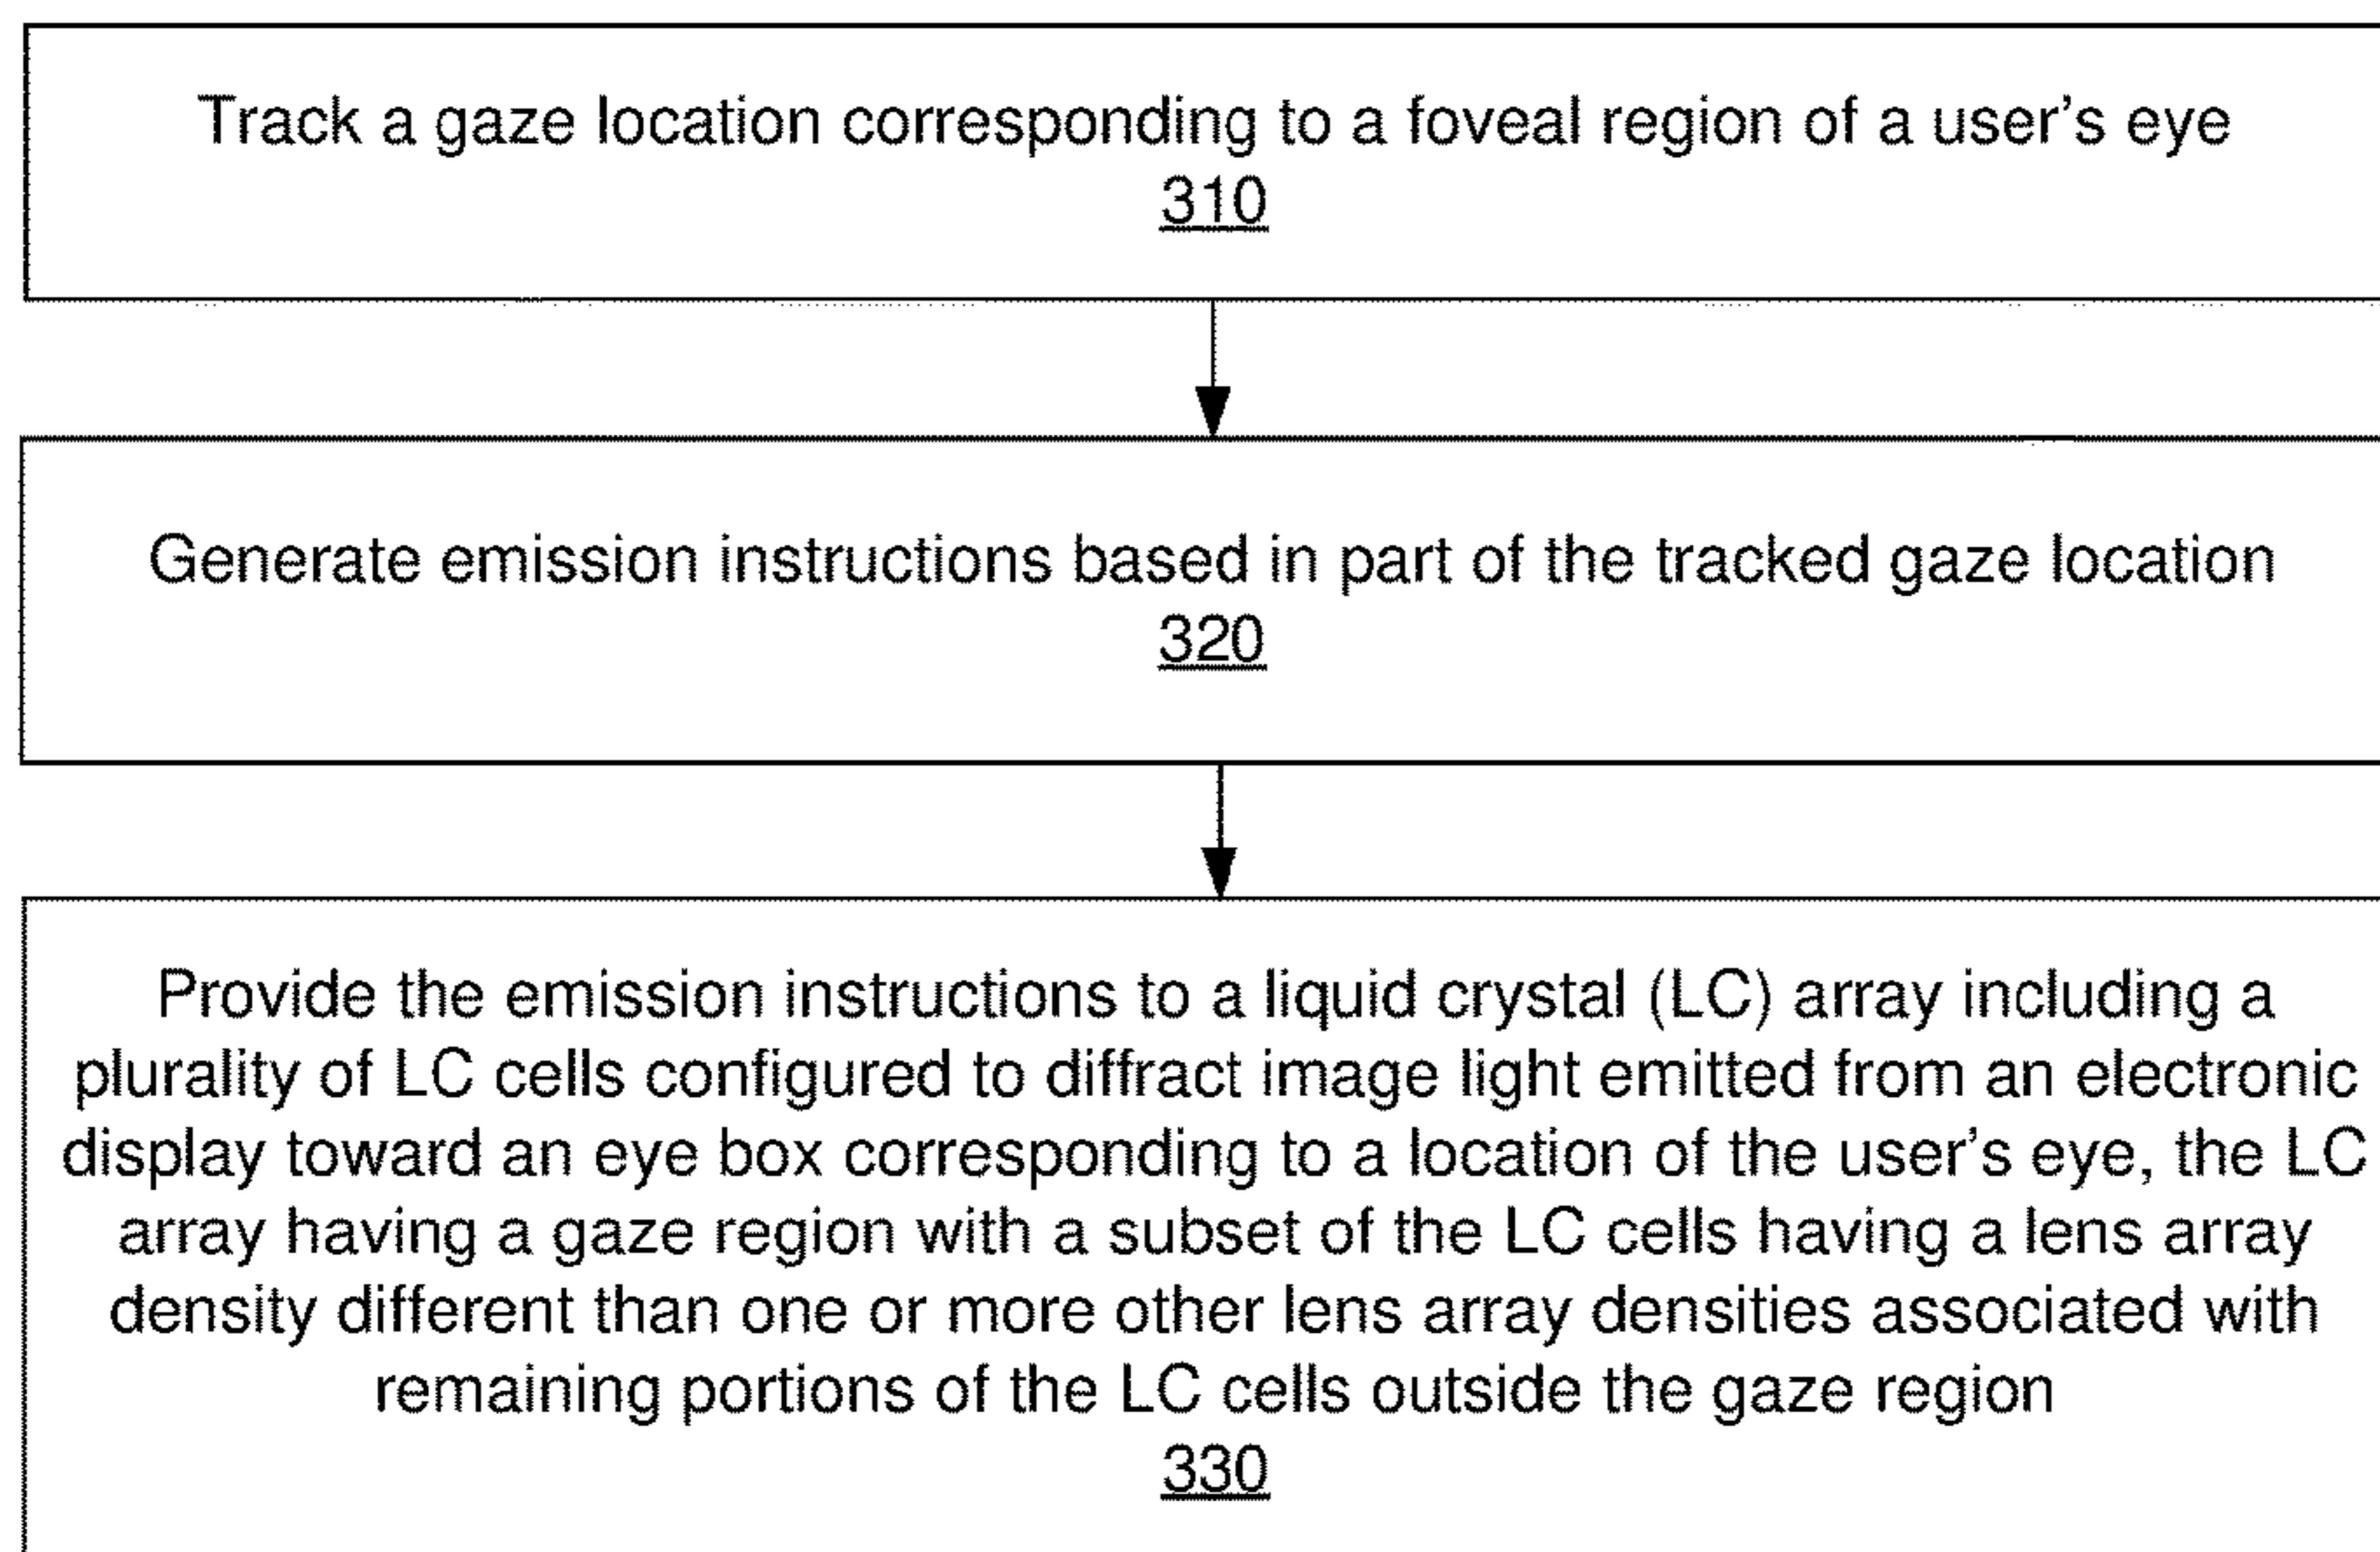 Track a gaze location corresponding to a foveal region of a user's eye
310
Generate emission instructions based in part of the tracked gaze location
320
Provide the emission instructions to a liquid crystal (LC) array including a
plurality of LC cells configured to diffract image light emitted from an electronic
display toward an eye box corresponding to a location of the user's eye, the LC
array having a gaze region with a subset of the LC cells having a lens array
density different than one or more other lens array densities associated with
remaining portions of the LC cells outside the gaze region
330